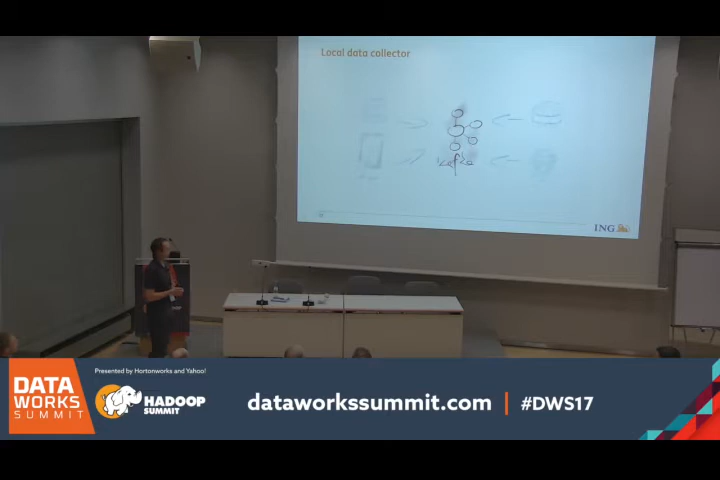 Local data collector
kafka
ING
DATA
WORKS
SUMMIT
Presented by Hortonworks and Yahoo!
HADOOP
SUMMIT
dataworkssummit.com
#DWS17